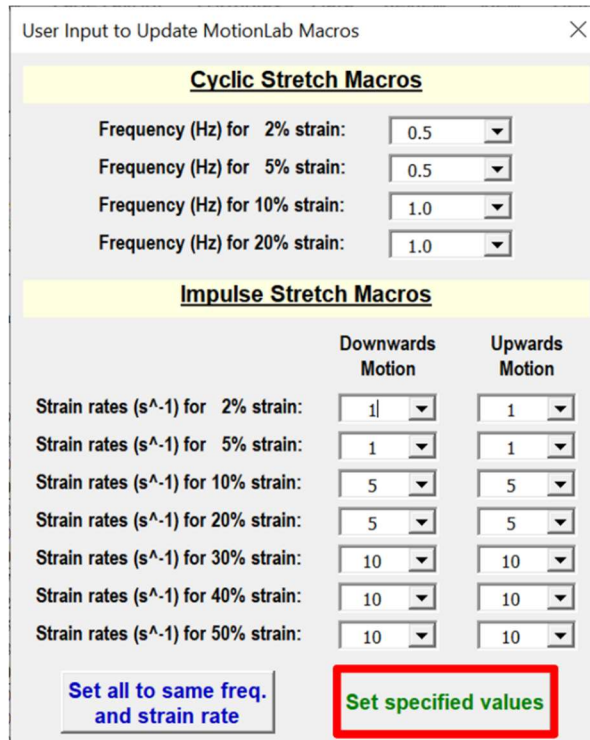 User Input to Update MotionLab Macros
Cyclic Stretch Macros
Frequency (Hz) for 2% strain: 0.5
Frequency (Hz) for 5% strain: 0.5
Frequency (Hz) for 10% strain: 1.0
Frequency (Hz) for 20% strain: 1.0
Impulse Stretch Macros
Downwards Upwards
Motion Motion
Strain rates (s^-1) for 2% strain: 1 1
Strain rates (s^-1) for 5% strain: 1 1
Strain rates (s^-1) for 10% strain: 5 5
Strain rates (s^-1) for 20% strain: 5 5
Strain rates (s^-1) for 30% strain: 10 10
Strain rates (s^-1) for 40% strain: 10 10
Strain rates (s^-1) for 50% strain: 10 10
Set all to same freq.
and strain rate
Set specified values